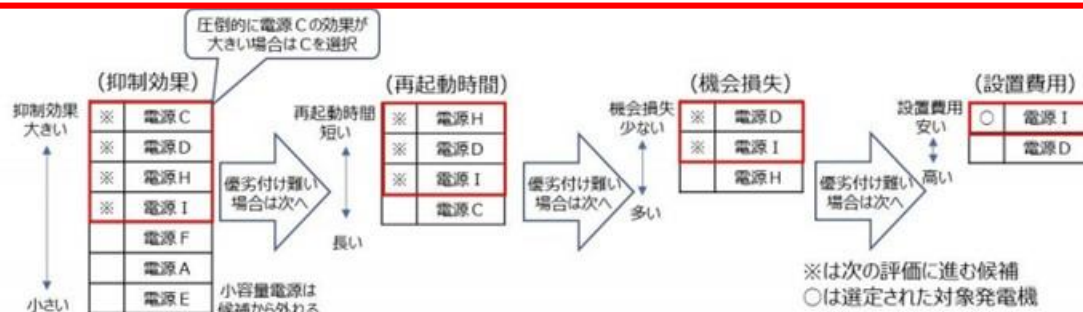 圧倒的に電源Cの効果が
大きい場合はCを選択
(抑制効果)
抑制効果
大きい
小さい
※ 電源C
※ 電源D
※ 電源H
※ 電源I
電源F
電源A
電源E
小容量電源は
候補から外れる
優劣付け難い
場合は次へ
(再起動時間)
再起動時間
短い
長い
※ 電源H
※ 電源D
※ 電源I
電源C
優劣付け難い
場合は次へ
(機会損失)
機会損失
少ない
多い
※ 電源D
※ 電源I
電源H
優劣付け難い
場合は次へ
(設置費用)
設置費用
安い
高い
○ 電源I
電源D
※は次の評価に進む候補
○は選定された対象発電機